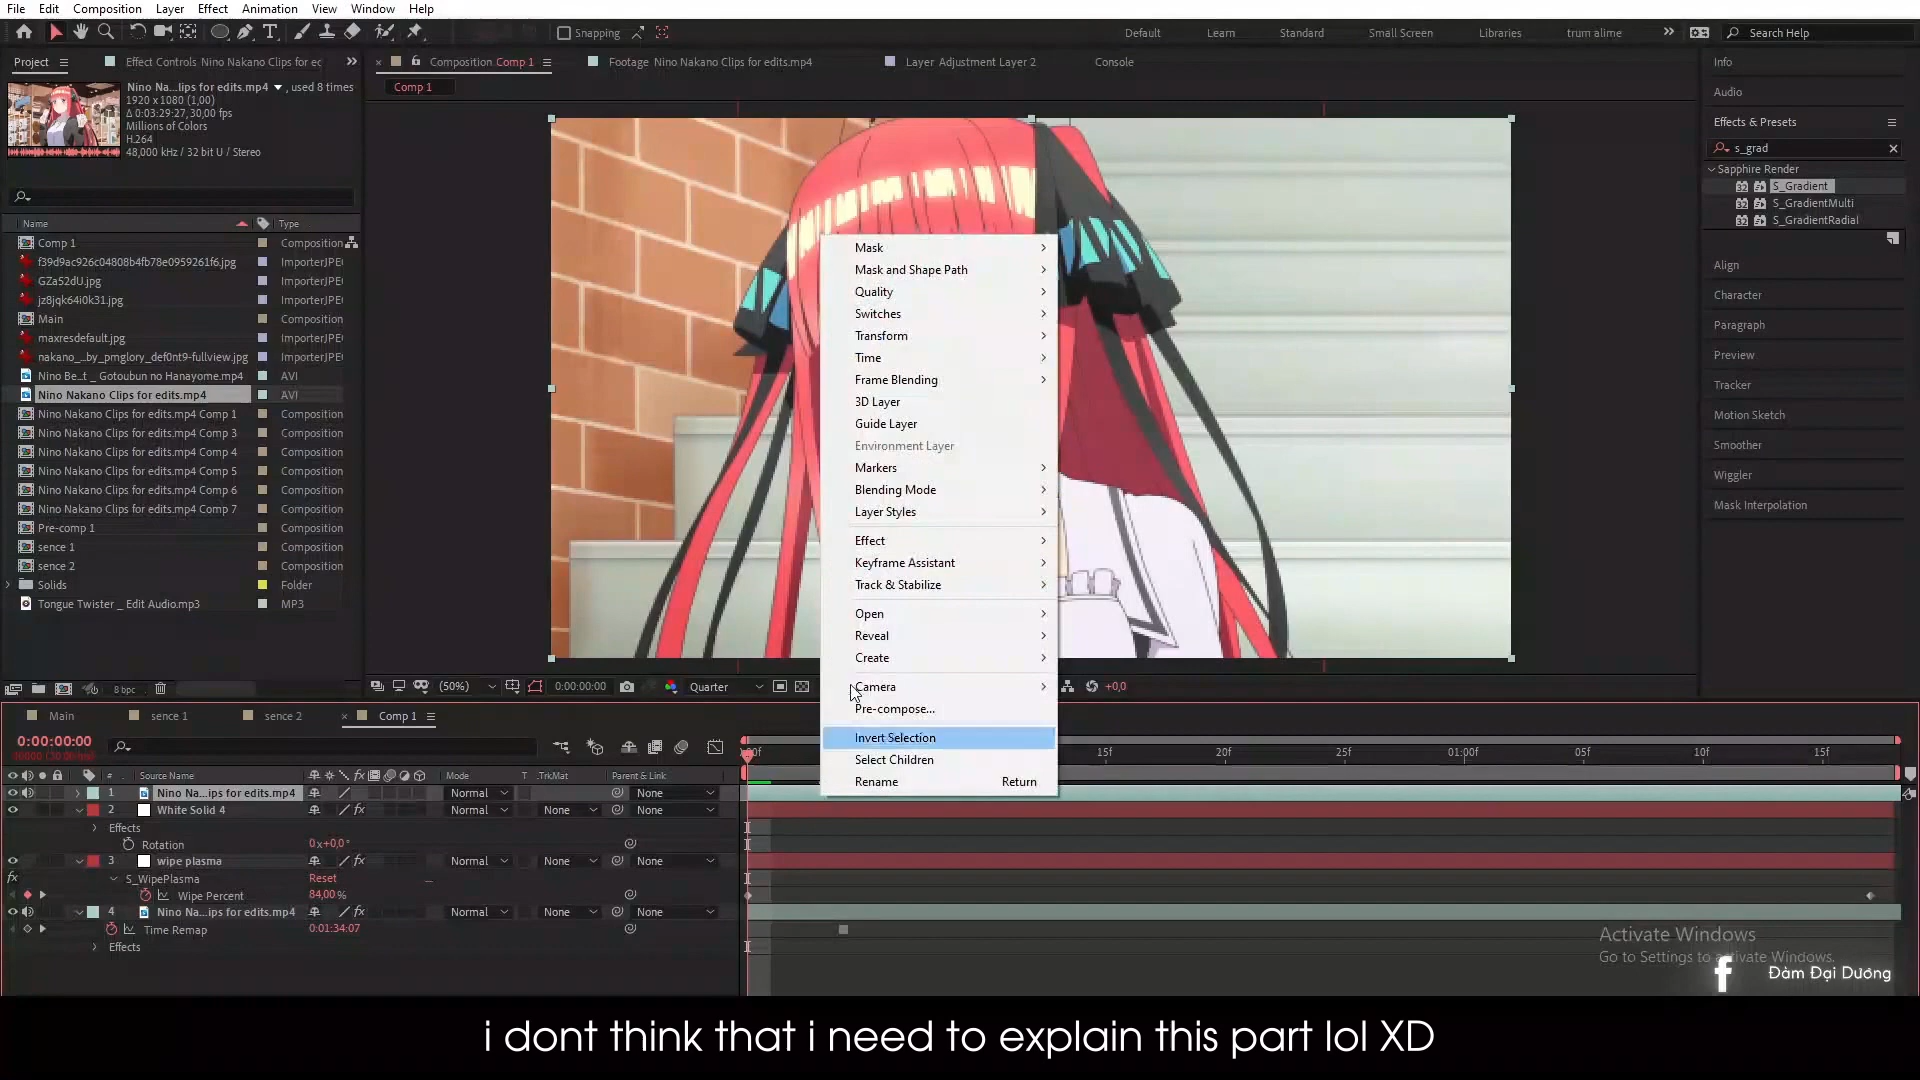 File Edit Composition Layer Effect Animation View Window Help
Snapping
Default Learn Standard Small Screen Libraries trum alime
Search Help
Project
Effect Controls Nino Nakano Clips for ec
Composition Comp 1
Footage Nino Nakano Clips for edits.mp4
Layer Adjustment Layer 2
Console
Comp 1
Nino Na...lips for edits.mp4 , used 8 times
1920 x 1080 (1,00)
Δ 0:03:29:27, 30,00 fps
Millions of Colors
H.264
48,000 kHz / 32 bit U / Stereo
Name Type
Comp 1 Composition
f39d9ac926c04808b4fb78e0959261f6.jpg ImporterJPE
GZaS2dU.jpg ImporterJPE
jz8jqk64i0k31.jpg ImporterJPE
Main Composition
maxresdefault.jpg ImporterJPE
nakano_...by_pmglory_def0nt9-fullview.jpg ImporterJPE
Nino Be...t _ Gotoubun no Hanayome.mp4 AVI
Nino Nakano Clips for edits.mp4 AVI
Nino Nakano Clips for edits.mp4 Comp 1 Composition
Nino Nakano Clips for edits.mp4 Comp 3 Composition
Nino Nakano Clips for edits.mp4 Comp 4 Composition
Nino Nakano Clips for edits.mp4 Comp 5 Composition
Nino Nakano Clips for edits.mp4 Comp 6 Composition
Nino Nakano Clips for edits.mp4 Comp 7 Composition
Pre-comp 1 Composition
sence 1 Composition
sence 2 Composition
Solids Folder
Tongue Twister _ Edit Audio.mp3 MP3
8 bpc
Mask
Mask and Shape Path
Quality
Switches
Transform
Time
Frame Blending
3D Layer
Guide Layer
Environment Layer
Markers
Blending Mode
Layer Styles
Effect
Keyframe Assistant
Track & Stabilize
Open
Reveal
Create
Camera
Pre-compose...
Invert Selection
Select Children
Rename Return
Info
Audio
Effects & Presets
s_grad
Sapphire Render
S_Gradient
S_GradientMulti
S_GradientRadial
Align
Character
Paragraph
Preview
Tracker
Motion Sketch
Smoother
Wiggler
Mask Interpolation
(50%) 0:00:00:00 Quarter +0,0
Main sence 1 sence 2 Comp 1
0:00:00:00
15f 20f 01:00f 05f 10f 15f
# Source Name Mode T .TrkMat Parent & Link
1 Nino Na...ips for edits.mp4 Normal None
2 White Solid 4 Normal None None
Effects
Rotation 0x+0,0°
3 wipe plasma Normal None None
S_WipePlasma Reset
Wipe Percent 84,00 %
4 Nino Na...ips for edits.mp4 Normal None None
Time Remap 0:01:34:07
Effects
Activate Windows
Go to Settings to activate Windows.
Đàm Đại Dương
i dont think that i need to explain this part lol XD